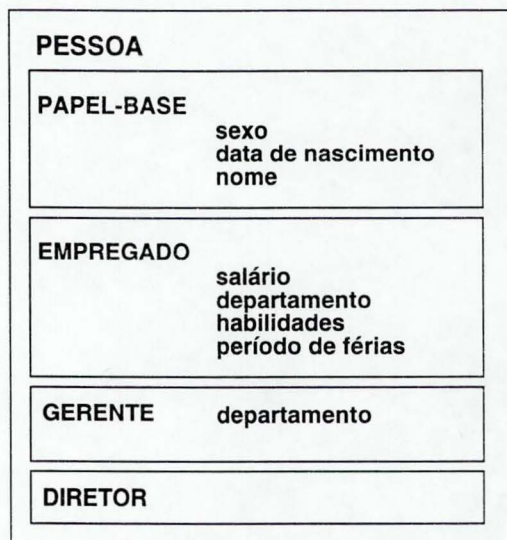 PESSOA
PAPEL-BASE
sexo
data de nascimento
nome
EMPREGADO
salário
departamento
habilidades
período de férias
GERENTE departamento
DIRETOR